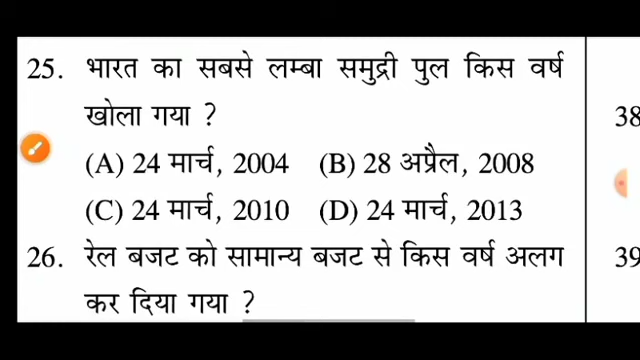 25. भारत का सबसे लम्बा समुद्री पुल किस वर्ष
खोला गया ?
(A) 24 मार्च, 2004 (B) 28 अप्रैल, 2008
(C) 24 मार्च, 2010 (D) 24 मार्च, 2013
26. रेल बजट को सामान्य बजट से किस वर्ष अलग
कर दिया गया ?
38
39